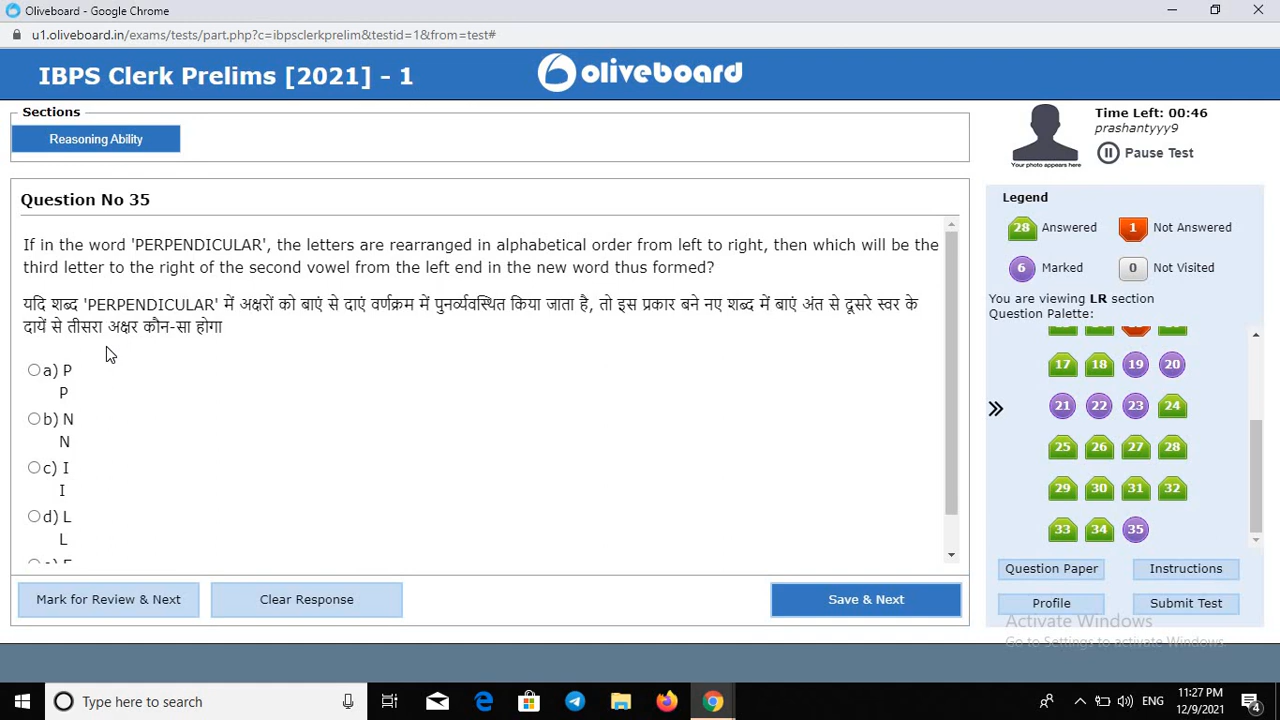 Oliveboard - Google Chrome
u1.oliveboard.in/exams/tests/part.php?c=ibpsclerkprelim&testid=1&from=test#
IBPS Clerk Prelims [2021] - 1
oliveboard
Sections
Reasoning Ability
Your photo appears here
Time Left: 00:46
prashantyyy9
Pause Test
Question No 35
If in the word 'PERPENDICULAR', the letters are rearranged in alphabetical order from left to right, then which will be the
third letter to the right of the second vowel from the left end in the new word thus formed?
यदि शब्द 'PERPENDICULAR' में अक्षरों को बाएं से दाएं वर्णक्रम में पुनर्व्यवस्थित किया जाता है, तो इस प्रकार बने नए शब्द में बाएं अंत से दूसरे स्वर के
दायें से तीसरा अक्षर कौन-सा होगा
a) P
P
b) N
N
c) I
I
d) L
L
Mark for Review & Next
Clear Response
Save & Next
Legend
28 Answered
1 Not Answered
6 Marked
0 Not Visited
You are viewing LR section
Question Palette:
17 18 19 20
21 22 23 24
25 26 27 28
29 30 31 32
33 34 35
Question Paper
Instructions
Profile
Submit Test
Activate Windows
Go to Settings to activate Windows.
Type here to search
ENG
11:27 PM
12/9/2021
4